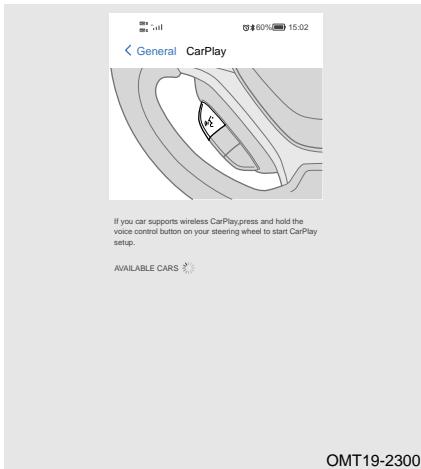 60% 15:02
General CarPlay
If you car supports wireless CarPlay,press and hold the
voice control button on your steering wheel to start CarPlay
setup.
AVAILABLE CARS
OMT19-2300